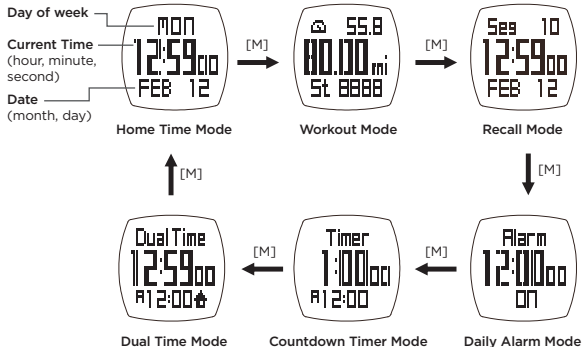 Day of week
Current Time
(hour, minute,
second)
Date
(month, day)
MON
12:59 00
FEB 12
Home Time Mode
[M]
55.8
00.00 mi
St 8888
Workout Mode
[M]
Seg 10
12:59 00
FEB 12
Recall Mode
[M]
Alarm
12:00 00
ON
Daily Alarm Mode
[M]
Timer
1:00 00
A12:00
Countdown Timer Mode
[M]
Dual Time
12:59 00
A12:00
Dual Time Mode
[M]